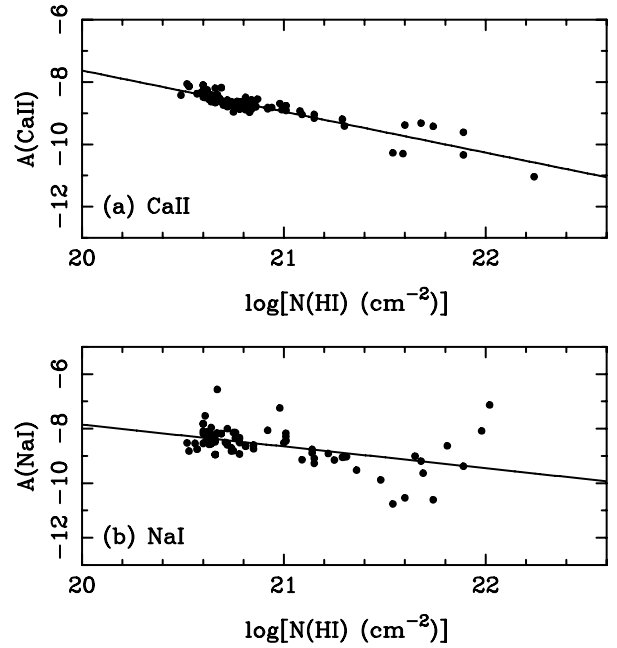 −6
−8
−10
−12
A(CaII)
(a) CaII
20 21 22
log[N(HI) (cm−2)]
−6
−8
−10
−12
A(NaI)
(b) NaI
20 21 22
log[N(HI) (cm−2)]